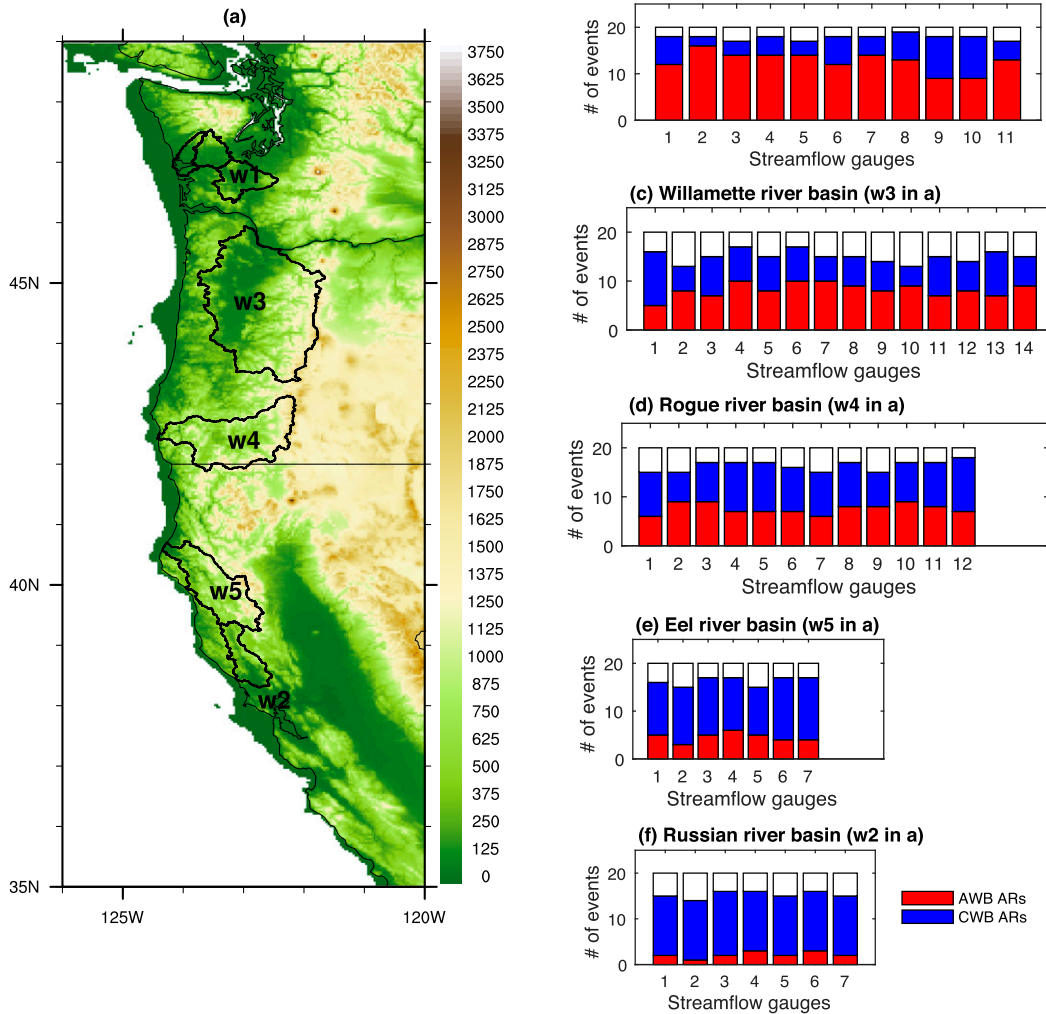 (a)
w1
w3
w4
w5
w2
45N
40N
35N
125W
120W
3750
3625
3500
3375
3250
3125
3000
2875
2750
2625
2500
2375
2250
2125
2000
1875
1750
1625
1500
1375
1250
1125
1000
875
750
625
500
375
250
125
0
20
10
0
# of events
1 2 3 4 5 6 7 8 9 10 11
Streamflow gauges
(c) Willamette river basin (w3 in a)
20
10
0
# of events
1 2 3 4 5 6 7 8 9 10 11 12 13 14
Streamflow gauges
(d) Rogue river basin (w4 in a)
20
10
0
# of events
1 2 3 4 5 6 7 8 9 10 11 12
Streamflow gauges
(e) Eel river basin (w5 in a)
20
10
0
# of events
1 2 3 4 5 6 7
Streamflow gauges
(f) Russian river basin (w2 in a)
20
10
0
# of events
1 2 3 4 5 6 7
Streamflow gauges
AWB ARs
CWB ARs